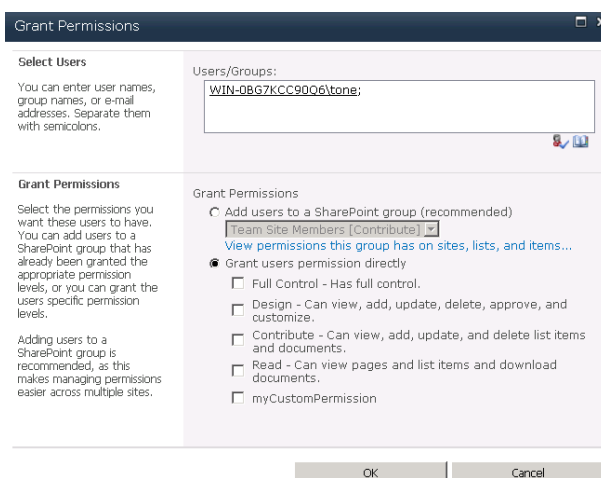 Grant Permissions
Select Users
You can enter user names,
group names, or e-mail
addresses. Separate them
with semicolons.
Users/Groups:
WIN-0BG7KCC90Q6\tone;
Grant Permissions
Select the permissions you
want these users to have.
You can add users to a
SharePoint group that has
already been granted the
appropriate permission
levels, or you can grant the
users specific permission
levels.
Adding users to a
SharePoint group is
recommended, as this
makes managing permissions
easier across multiple sites.
Grant Permissions
Add users to a SharePoint group (recommended)
Team Site Members [Contribute]
View permissions this group has on sites, lists, and items...
Grant users permission directly
Full Control - Has full control.
Design - Can view, add, update, delete, approve, and
customize.
Contribute - Can view, add, update, and delete list items
and documents.
Read - Can view pages and list items and download
documents.
myCustomPermission
OK
Cancel